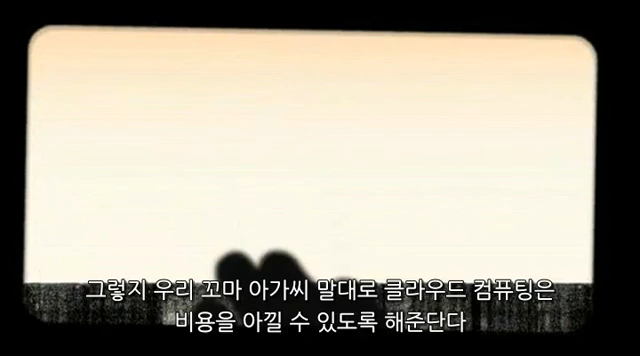 그렇지 우리 꼬마 아가씨 말대로 클라우드 컴퓨팅은
비용을 아낄 수 있도록 해준단다